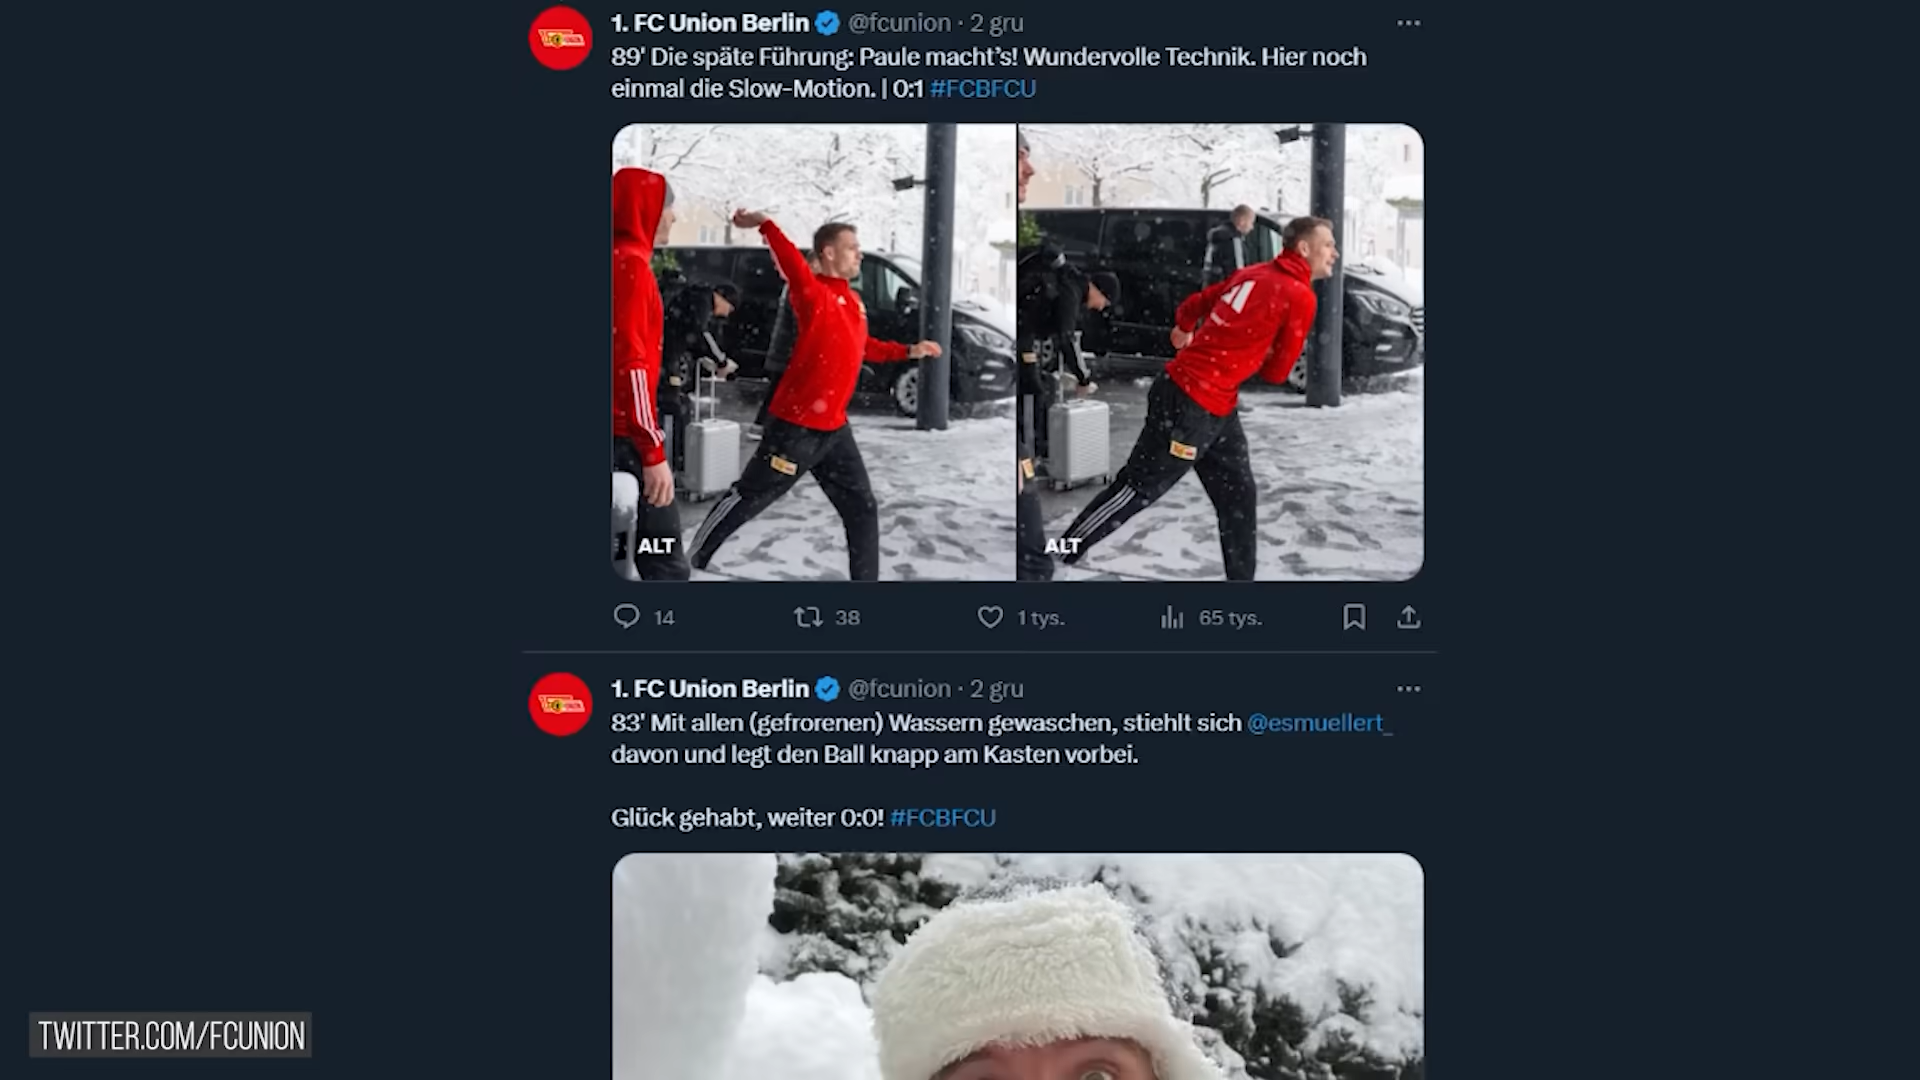 1. FC Union Berlin @fcunion · 2 gru
89' Die späte Führung: Paule macht's! Wundervolle Technik. Hier noch
einmal die Slow-Motion. | 0:1 #FCBFCU
ALT ALT
14 38 1 tys. 65 tys.
1. FC Union Berlin @fcunion · 2 gru
83' Mit allen (gefrorenen) Wassern gewaschen, stiehlt sich @esmuellert_
davon und legt den Ball knapp am Kasten vorbei.
Glück gehabt, weiter 0:0! #FCBFCU
TWITTER.COM/FCUNION